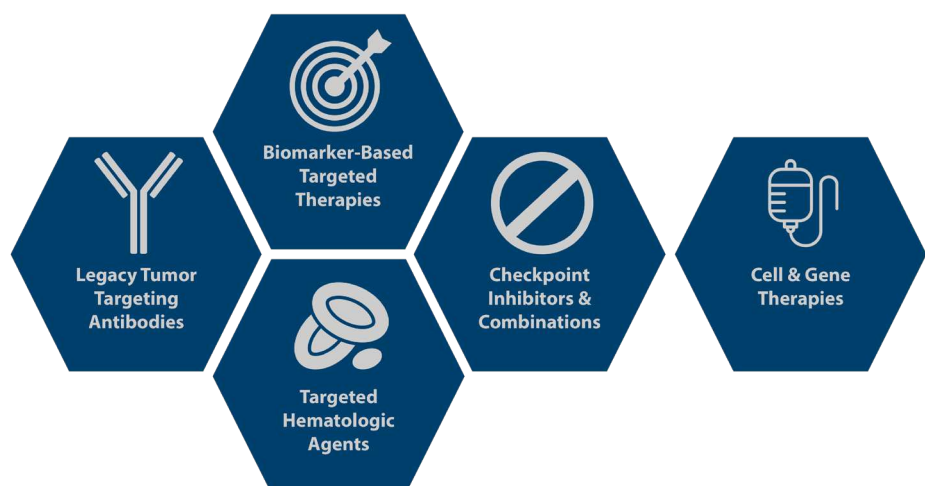 Biomarker-Based
Targeted
Therapies
Legacy Tumor
Targeting
Antibodies
Checkpoint
Inhibitors &
Combinations
Cell & Gene
Therapies
Targeted
Hematologic
Agents